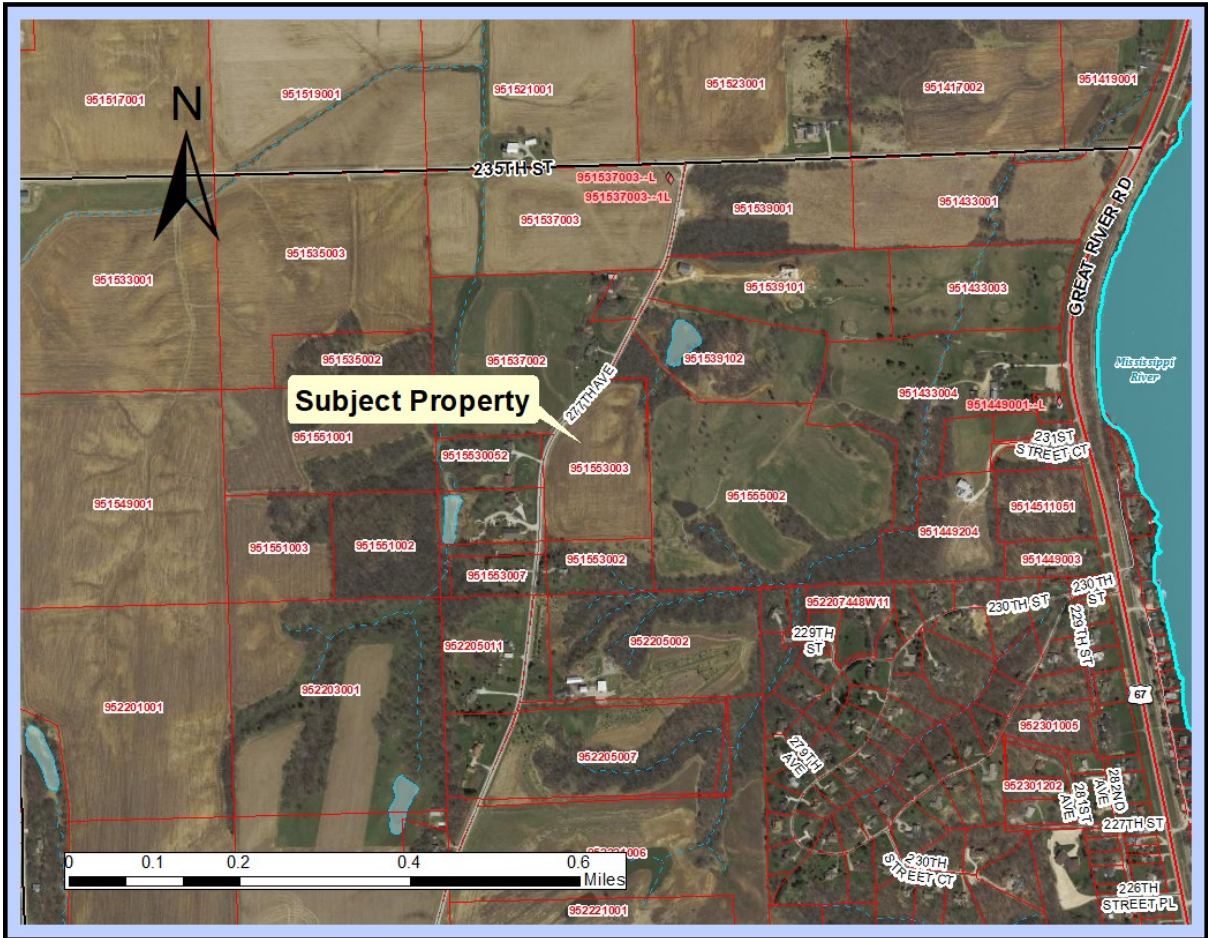 951517001
951519001
951521001
951523001
951417002
951419001
N
235TH ST
951537003--L
951537003--1L
951537003
951539001
951433001
GREAT RIVER RD
951533001
951535003
951539101
951433003
951535002
951537002
951539102
Mississippi
River
277TH AVE
Subject Property
951433004
951449001--L
951551001
9515530052
951553003
231ST
STREET CT
951549001
951555002
9514511051
951551003
951551002
951449204
951553002
951449003
951553007
952207448W11
230TH ST
230TH
ST
229TH
ST
229TH ST
952205011
952205002
952203001
952201001
67
952301005
952205007
279TH
AVE
952301202
281ST
AVE
282ND
AVE
227TH ST
230TH
STREET CT
226TH
STREET PL
0 0.1 0.2 0.4 0.6
Miles
952221001